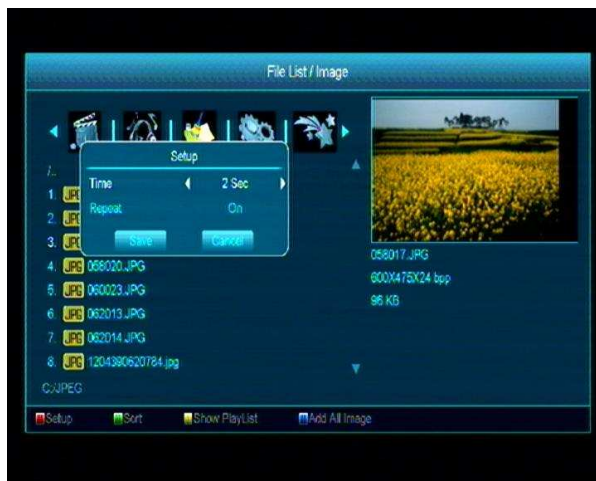 File List / Image
Setup
Time 2 Sec
Repeat On
Save Cancel
/..
1. JPG
2. JPG
3. JPG
4. JPG 058020.JPG
5. JPG 060023.JPG
6. JPG 062013.JPG
7. JPG 062014.JPG
8. JPG 1204390620784.jpg
C:/JPEG
058017.JPG
600X475X24 bpp
96 KB
Setup Sort Show PlayList Add All Image